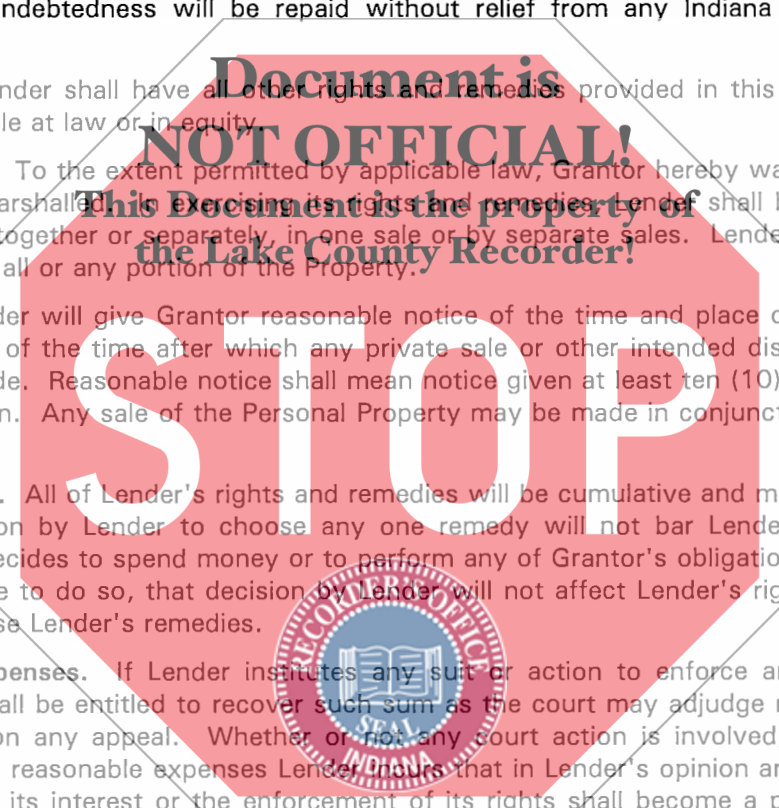 ndebtedness will be repaid without relief from any Indiana
Document is
nder shall have all other rights and remedies provided in this
le at law or in equity.
NOT OFFICIAL!
To the extent permitted by applicable law, Grantor hereby wa
This Document is the property of
arshalled. In exercising its rights and remedies, Lender shall b
together or separately, in one sale or by separate sales. Lende
the Lake County Recorder!
all or any portion of the Property.
der will give Grantor reasonable notice of the time and place o
of the time after which any private sale or other intended dis
de. Reasonable notice shall mean notice given at least ten (10)
n. Any sale of the Personal Property may be made in conjunct
STOP
. All of Lender's rights and remedies will be cumulative and m
on by Lender to choose any one remedy will not bar Lende
ecides to spend money or to perform any of Grantor's obligatio
e to do so, that decision by Lender will not affect Lender's rig
se Lender's remedies.
RECORDER'S OFFICE
SEAL
INDIANA
penses. If Lender institutes any suit or action to enforce an
all be entitled to recover such sum as the court may adjudge r
on any appeal. Whether or not any court action is involved
reasonable expenses Lender incurs that in Lender's opinion ar
its interest or the enforcement of its rights shall become a p